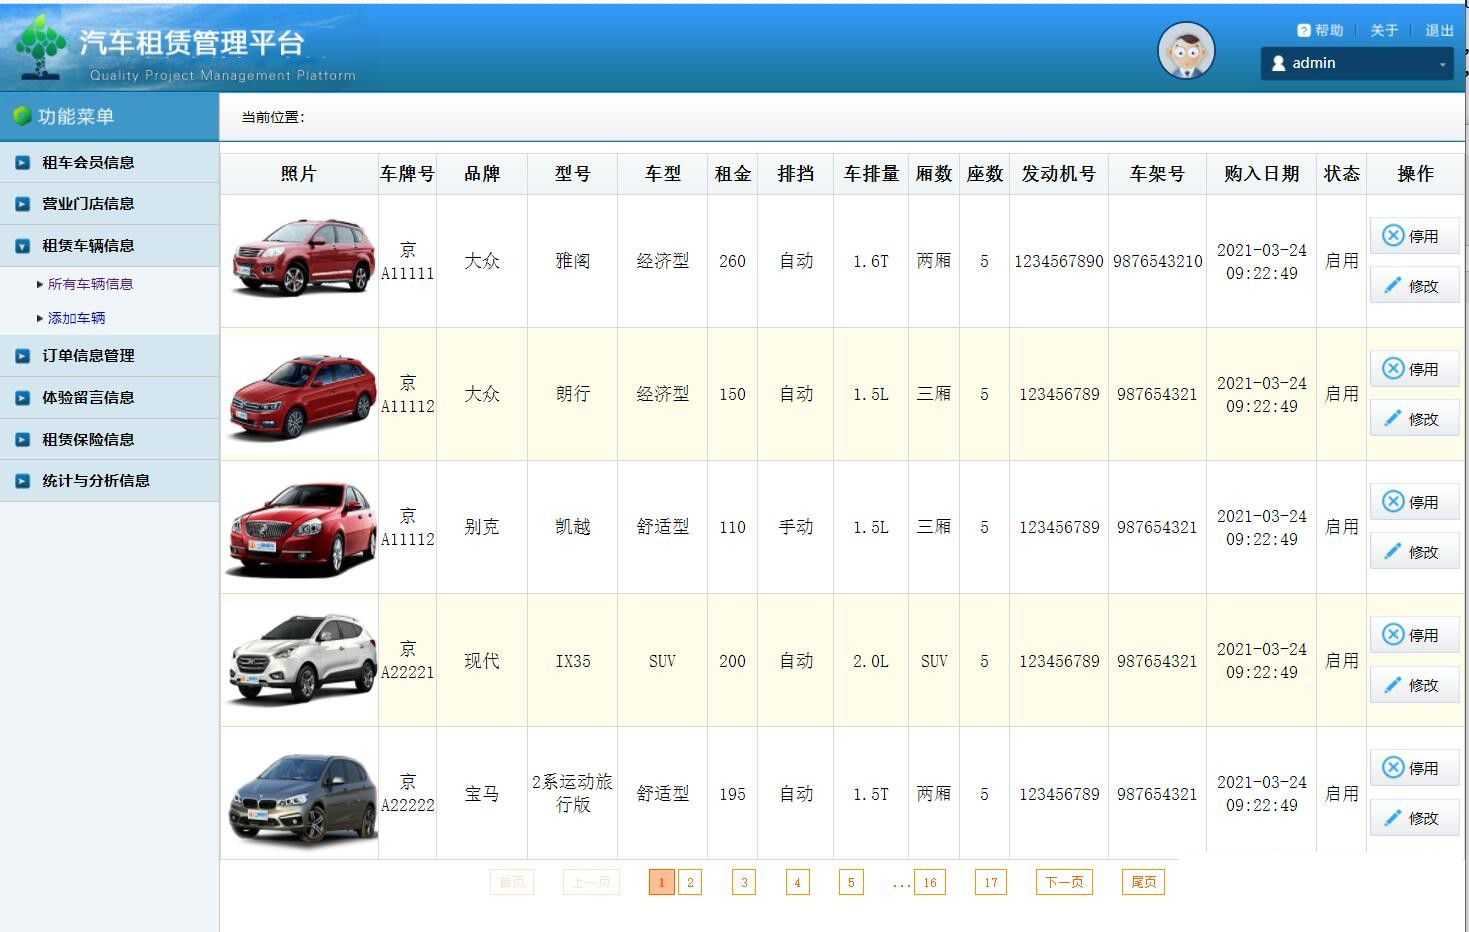 汽车租赁管理平台
Quality Project Management Plattorm
帮助 关于 退出
admin
功能菜单
当前位置：
租车会员信息
营业门店信息
租赁车辆信息
所有车辆信息
添加车辆
订单信息管理
体验留言信息
租赁保险信息
统计与分析信息
照片 车牌号 品牌 型号 车型 租金 排挡 车排量 厢数 座数 发动机号 车架号 购入日期 状态 操作
京A11111 大众 雅阁 经济型 260 自动 1.6T 两厢 5 1234567890 9876543210 2021-03-24 09:22:49 启用 停用 修改
京A11112 大众 朗行 经济型 150 自动 1.5L 三厢 5 123456789 987654321 2021-03-24 09:22:49 启用 停用 修改
京A11112 别克 凯越 舒适型 110 手动 1.5L 三厢 5 123456789 987654321 2021-03-24 09:22:49 启用 停用 修改
京A22221 现代 IX35 SUV 200 自动 2.0L SUV 5 123456789 987654321 2021-03-24 09:22:49 启用 停用 修改
京A22222 宝马 2系运动旅行版 舒适型 195 自动 1.5T 两厢 5 123456789 987654321 2021-03-24 09:22:49 启用 停用 修改
首页 上一页 1 2 3 4 5 ... 16 17 下一页 尾页